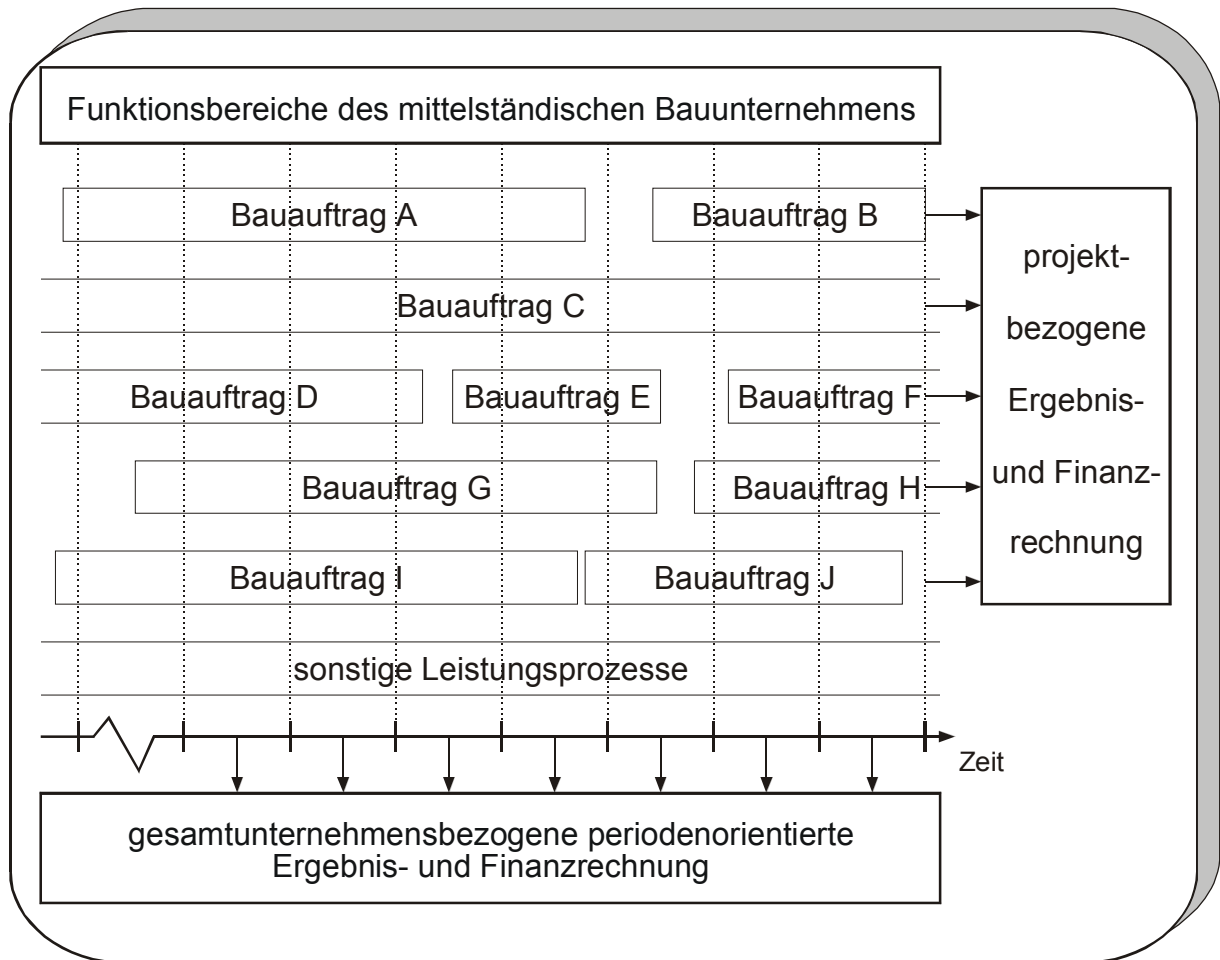 Funktionsbereiche des mittelständischen Bauunternehmens
Bauauftrag A
Bauauftrag B
Bauauftrag C
Bauauftrag D
Bauauftrag E
Bauauftrag F
Bauauftrag G
Bauauftrag H
Bauauftrag I
Bauauftrag J
sonstige Leistungsprozesse
projekt-
bezogene
Ergebnis-
und Finanz-
rechnung
Zeit
gesamtunternehmensbezogene periodenorientierte
Ergebnis- und Finanzrechnung